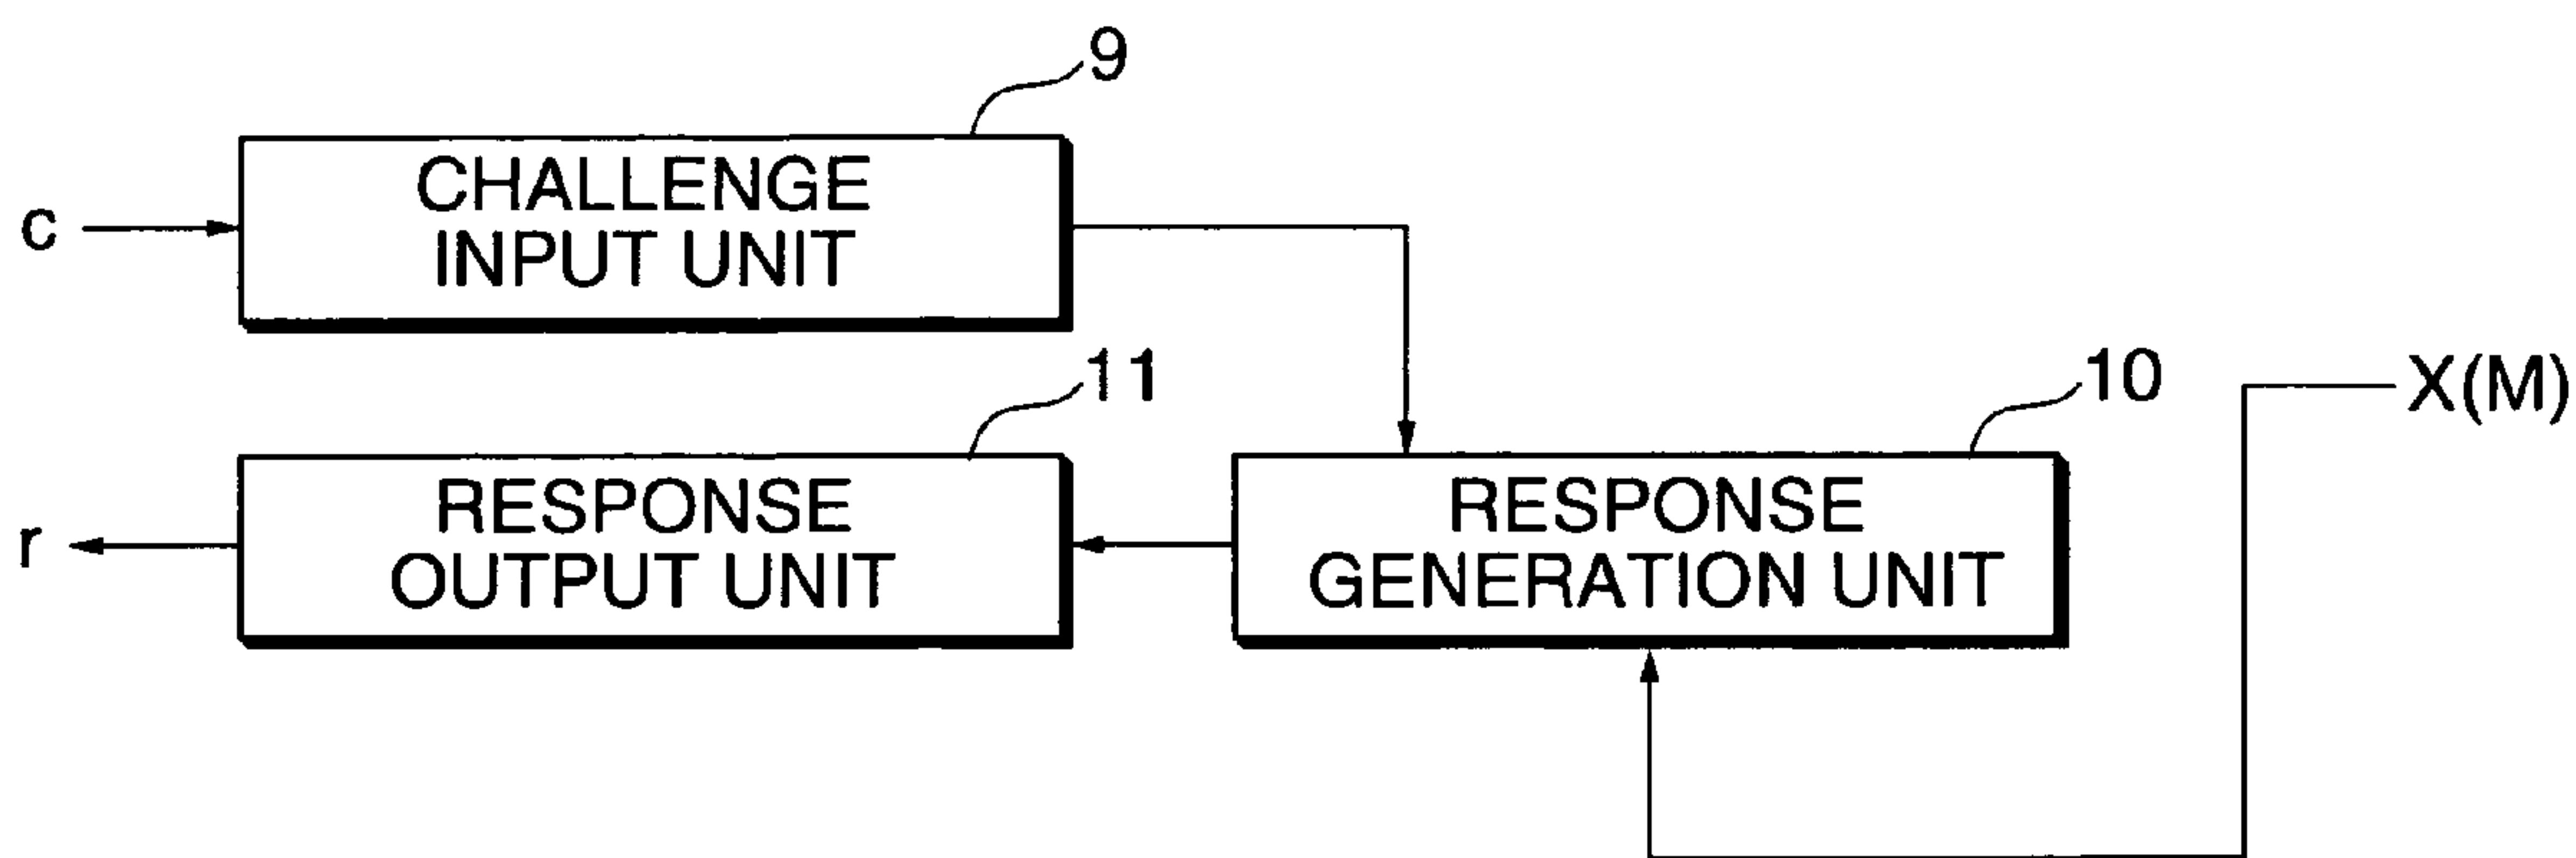 9
CHALLENGE
INPUT UNIT
c
11
10
X(M)
RESPONSE
OUTPUT UNIT
r
RESPONSE
GENERATION UNIT